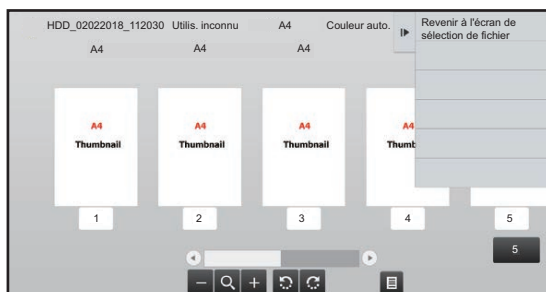 HDD_02022018_112030 Utilis. inconnu A4 Couleur auto.
Revenir à l'écran de
sélection de fichier
A4 A4 A4
A4 A4 A4 A4
Thumbnail Thumbnail Thumbnail Thumb
1 2 3 4 5
5